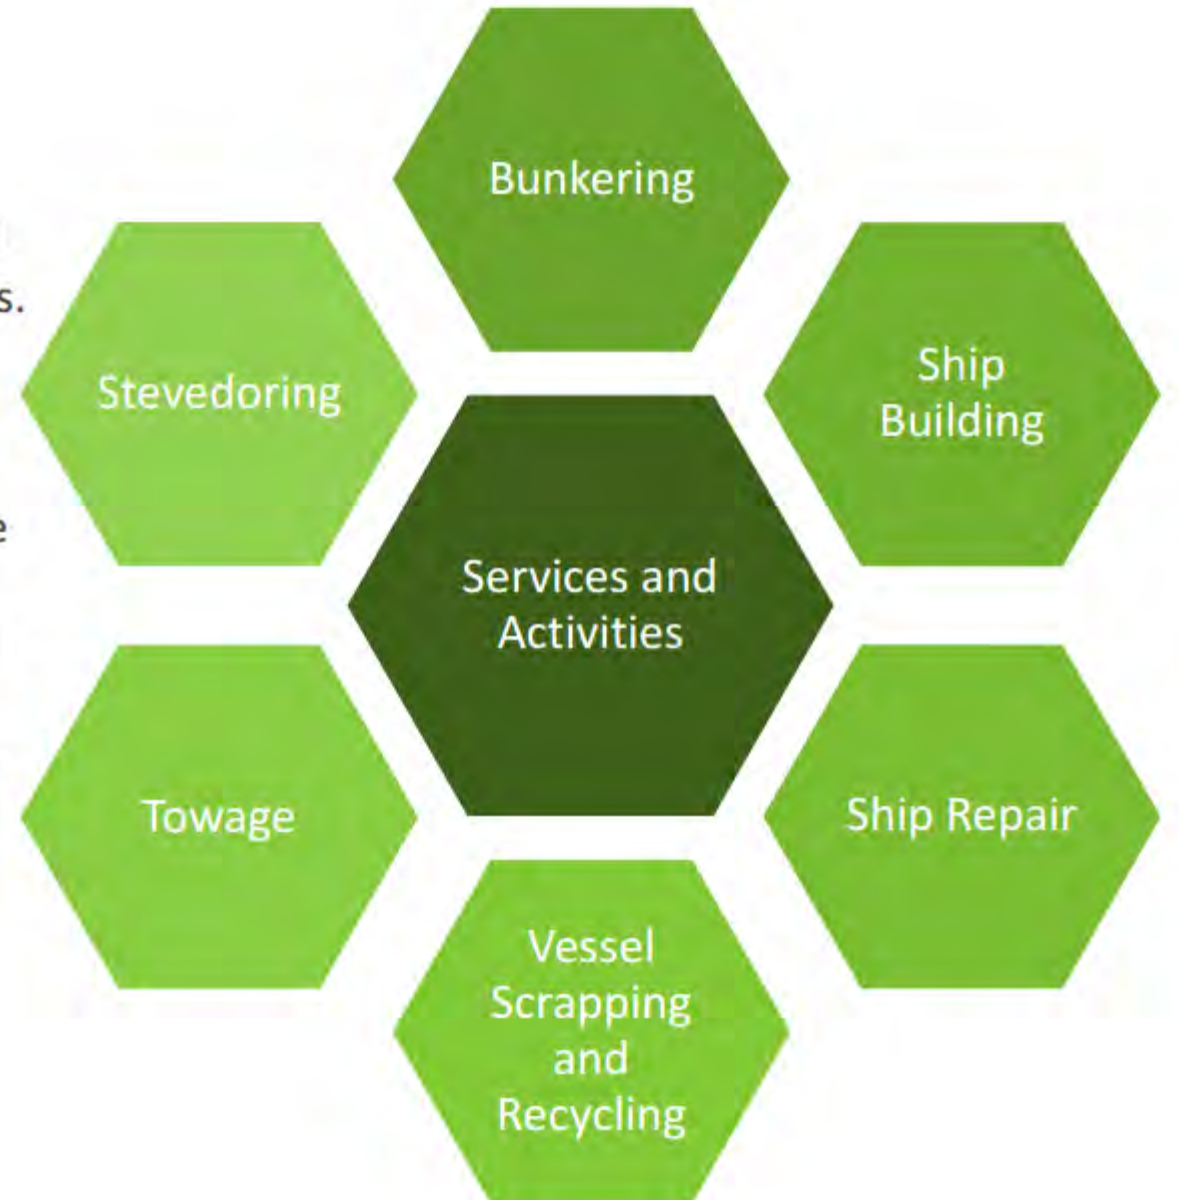 Bunkering
s.
Stevedoring
Ship
Building
e
Services and
Activities
Towage
Ship Repair
Vessel
Scrapping
and
Recycling